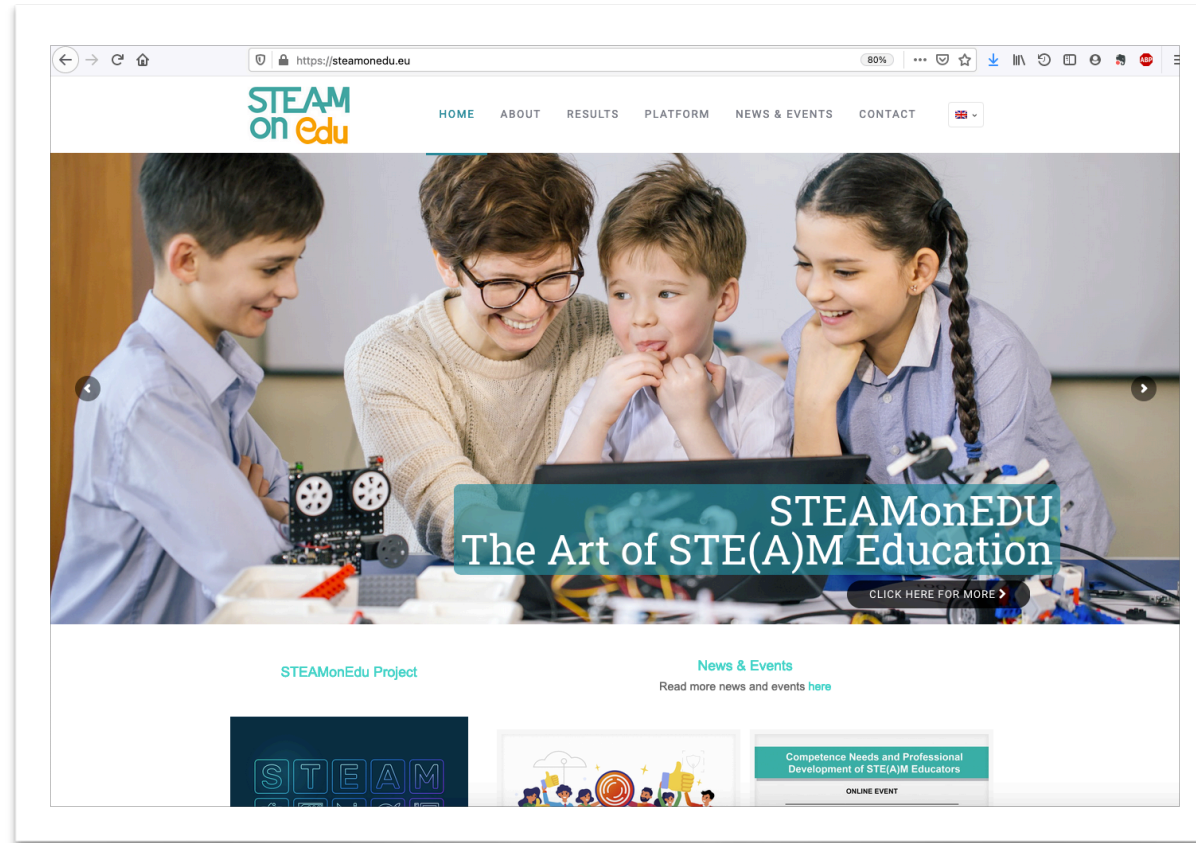 https://steamonedu.eu
80%
ABP
STEAM
on edu
HOME
ABOUT
RESULTS
PLATFORM
NEWS & EVENTS
CONTACT
STEAMonEDU
The Art of STE(A)M Education
CLICK HERE FOR MORE
STEAMonEdu Project
News & Events
Read more news and events here
STEAM
Competence Needs and Professional
Development of STE(A)M Educators
ONLINE EVENT